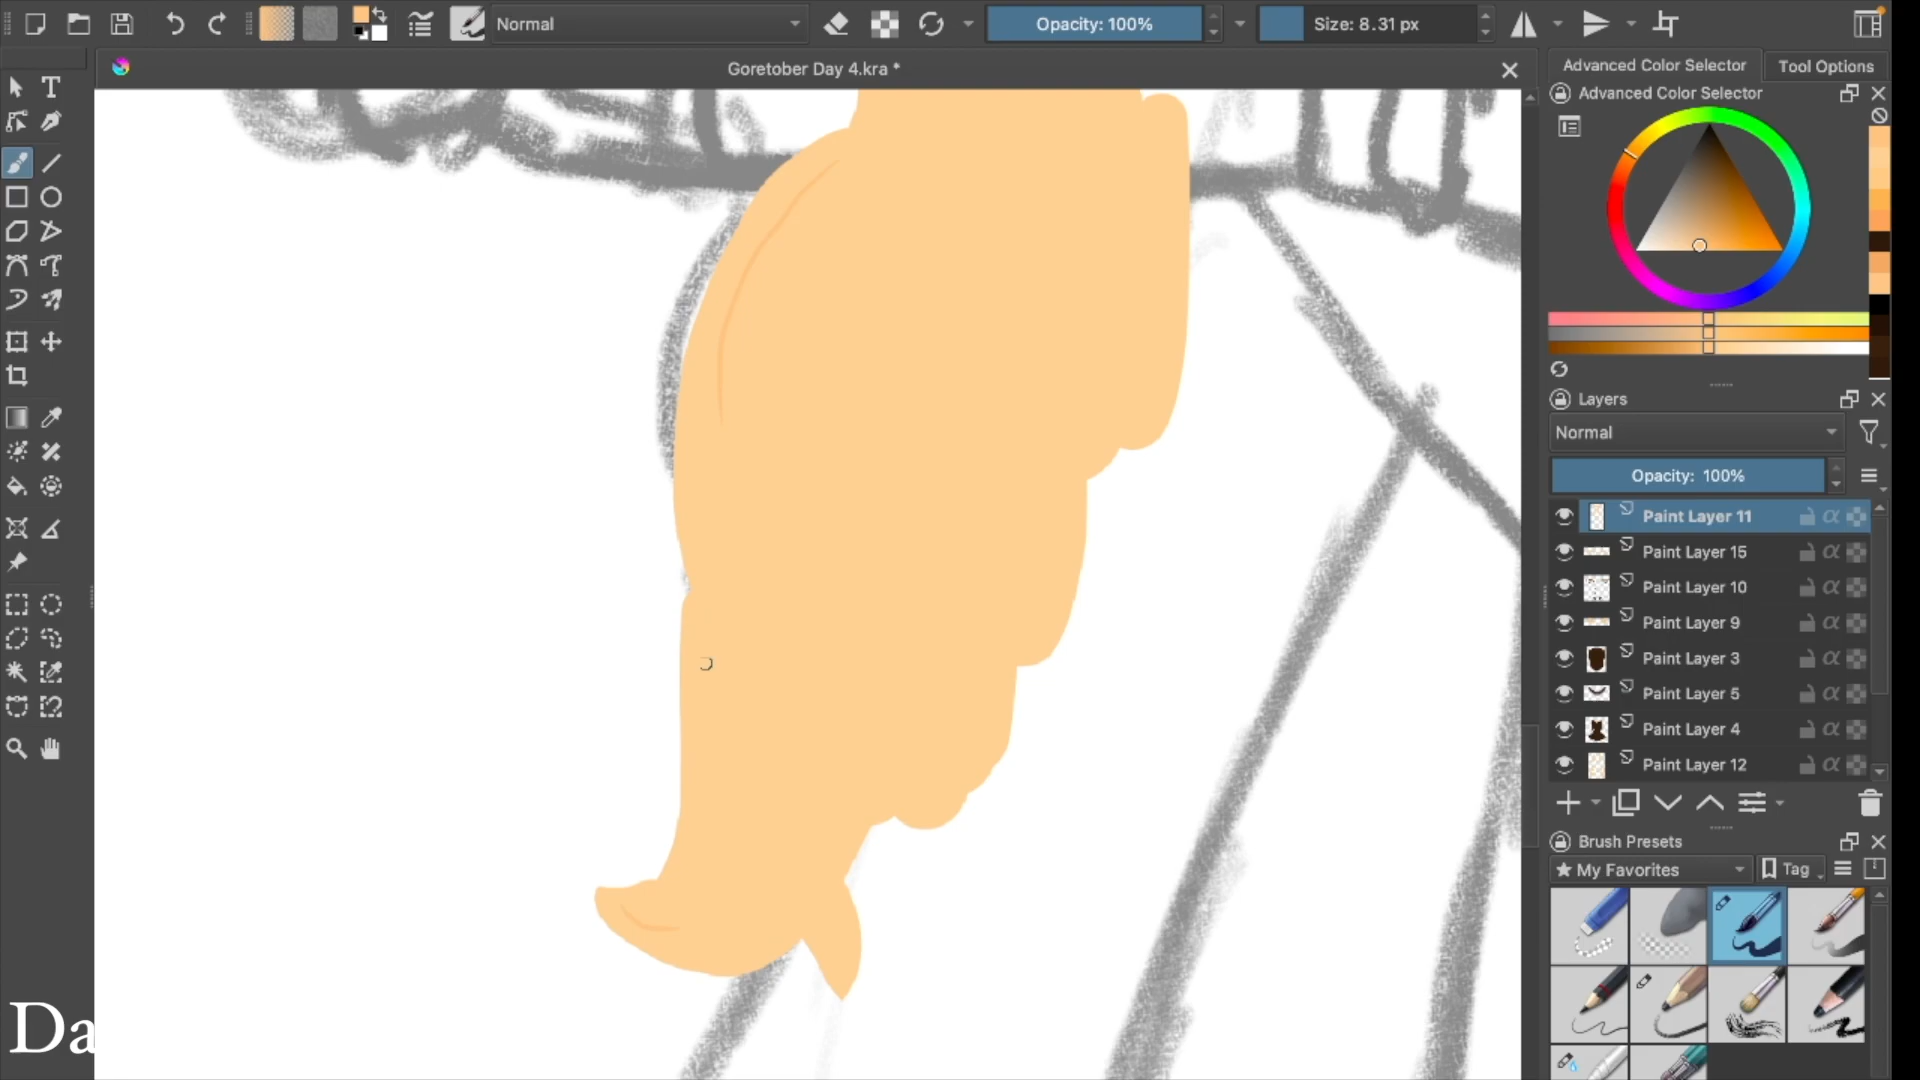 Normal
Opacity: 100%
Size: 8.31 px
Goretober Day 4.kra *
Advanced Color Selector
Tool Options
Advanced Color Selector
Layers
Normal
Opacity: 100%
Paint Layer 11
Paint Layer 15
Paint Layer 10
Paint Layer 9
Paint Layer 3
Paint Layer 5
Paint Layer 4
Paint Layer 12
Brush Presets
★ My Favorites
Tag
Da